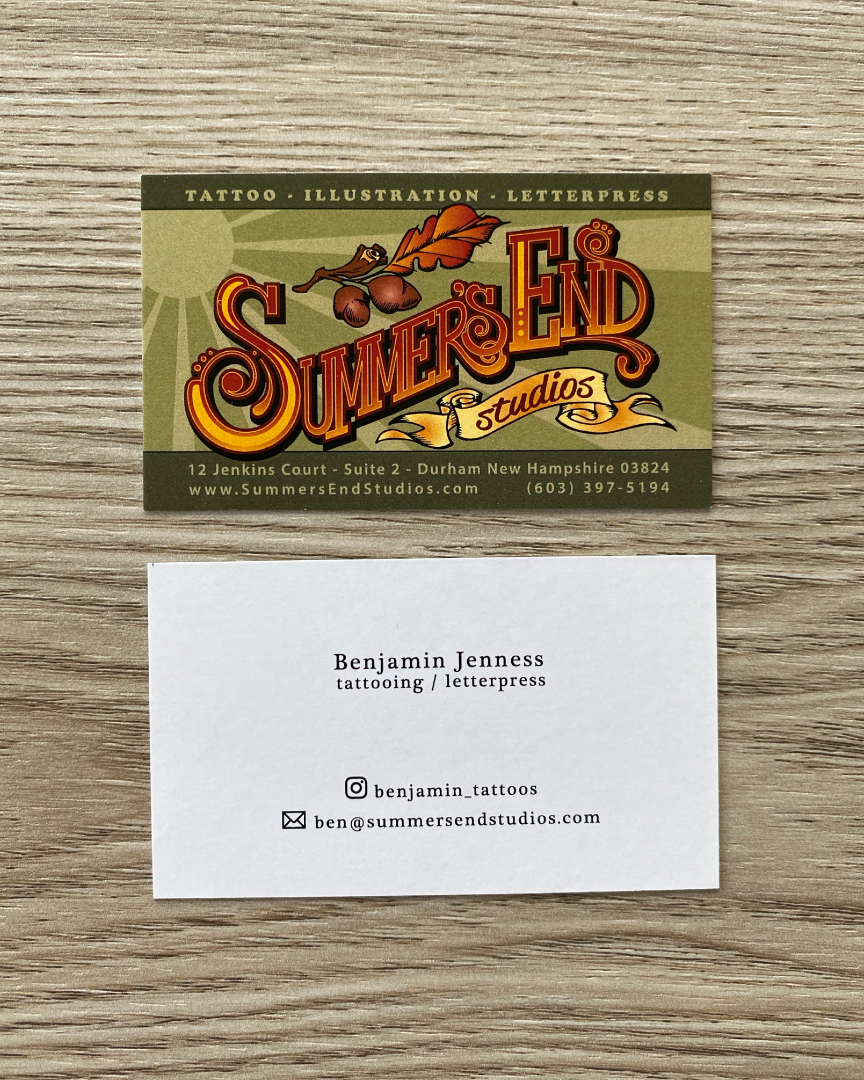 TATTOO - ILLUSTRATION - LETTERPRESS
SUMMER'S END
studios
12 Jenkins Court - Suite 2 - Durham New Hampshire 03824
www.SummersEndStudios.com (603) 397-5194
Benjamin Jenness
tattooing / letterpress
benjamin_tattoos
ben@summersendstudios.com